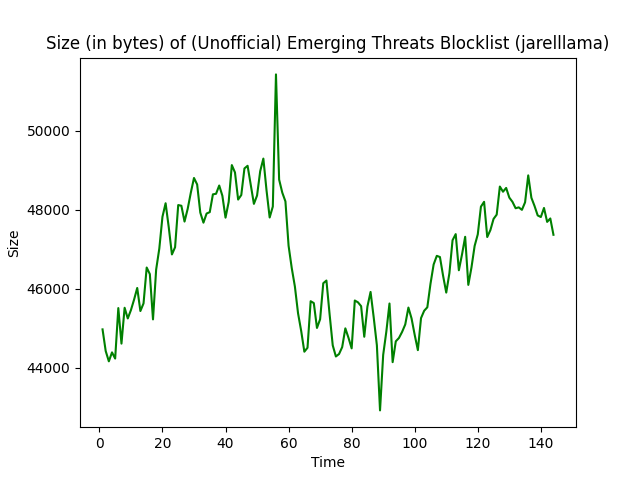 Size (in bytes) of (Unofficial) Emerging Threats Blocklist (jarelllama)
50000
48000
46000
44000
Size
0 20 40 60 80 100 120 140
Time